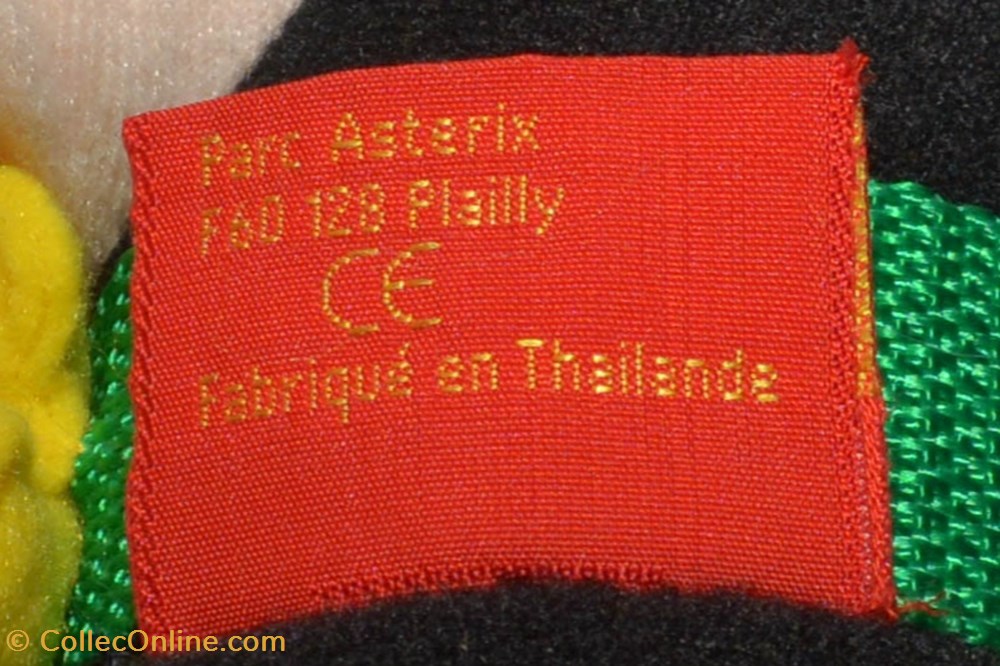 Parc Asterix
F60 128 Plailly
CE
Fabriqué en Thailande
© CollecOnline.com